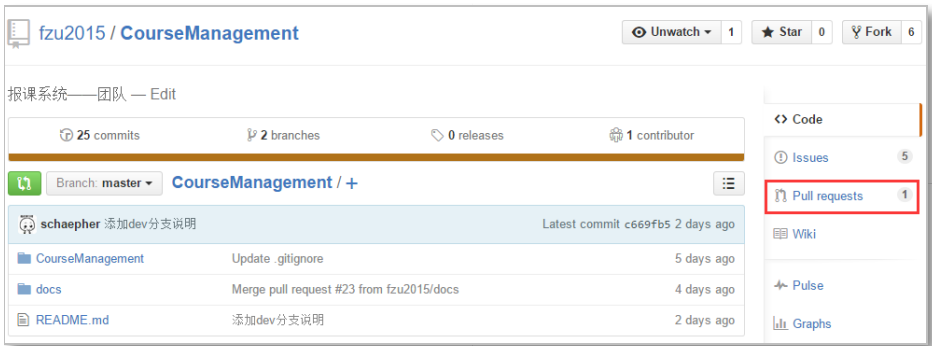 fzu2015 / CourseManagement
Unwatch 1
Star 0
Fork 6
报课系统——团队 — Edit
25 commits
2 branches
0 releases
1 contributor
Branch: master
CourseManagement / +
schaepher 添加dev分支说明
Latest commit c669fb5 2 days ago
CourseManagement Update .gitignore 5 days ago
docs Merge pull request #23 from fzu2015/docs 4 days ago
README.md 添加dev分支说明 2 days ago
Code
Issues 5
Pull requests 1
Wiki
Pulse
Graphs